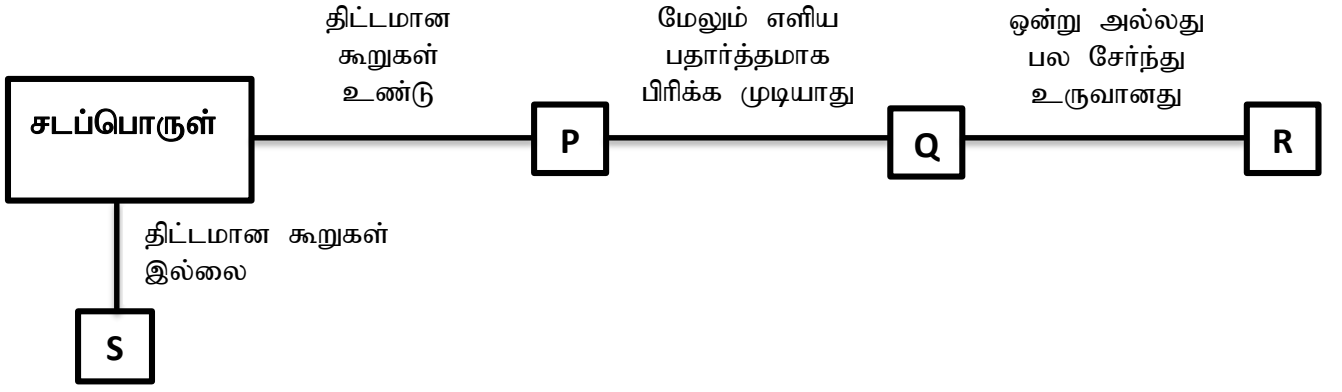 திட்டமான
கூறுகள்
உண்டு
மேலும் எளிய
பதார்த்தமாக
பிரிக்க முடியாது
ஒன்று அல்லது
பல சேர்ந்து
உருவானது
சடப்பொருள்
P
Q
R
திட்டமான கூறுகள்
இல்லை
S